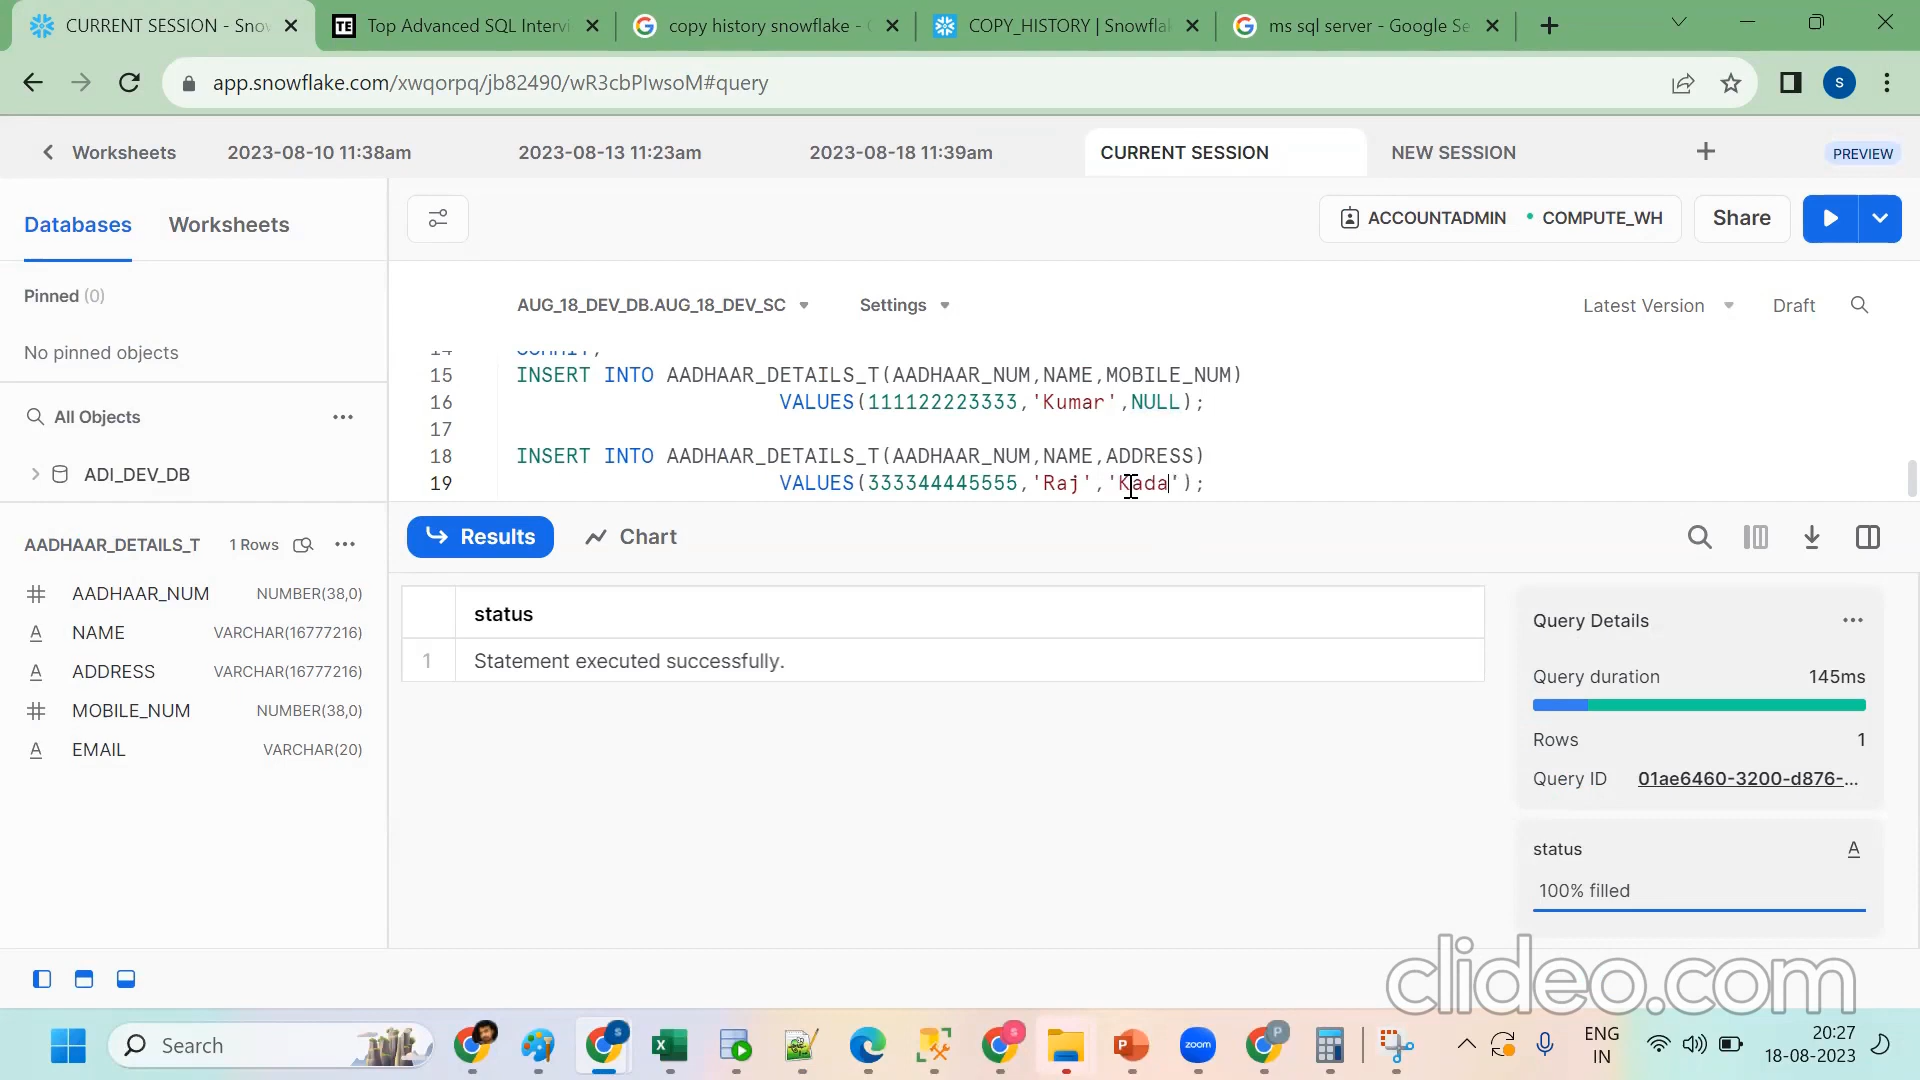 CURRENT SESSION - Snow
Top Advanced SQL Intervi
copy history snowflake -
COPY_HISTORY | Snowfla
ms sql server - Google Se
app.snowflake.com/xwqorpq/jb82490/wR3cbPIwsoM#query
S
Worksheets
2023-08-10 11:38am
2023-08-13 11:23am
2023-08-18 11:39am
CURRENT SESSION
NEW SESSION
PREVIEW
Databases
Worksheets
ACCOUNTADMIN
COMPUTE_WH
Share
Pinned (0)
No pinned objects
AUG_18_DEV_DB.AUG_18_DEV_SC
Settings
Latest Version
Draft
All Objects
ADI_DEV_DB
14 COMMIT;
15 INSERT INTO AADHAAR_DETAILS_T(AADHAAR_NUM,NAME,MOBILE_NUM)
16 VALUES(111122223333,'Kumar',NULL);
17
18 INSERT INTO AADHAAR_DETAILS_T(AADHAAR_NUM,NAME,ADDRESS)
19 VALUES(333344445555,'Raj','Kada');
Results
Chart
AADHAAR_DETAILS_T 1 Rows
AADHAAR_NUM NUMBER(38,0)
NAME VARCHAR(16777216)
ADDRESS VARCHAR(16777216)
MOBILE_NUM NUMBER(38,0)
EMAIL VARCHAR(20)
status
1 Statement executed successfully.
Query Details
Query duration 145ms
Rows 1
Query ID 01ae6460-3200-d876-...
status A
100% filled
clideo.com
Search
zoom
ENG
IN
20:27
18-08-2023